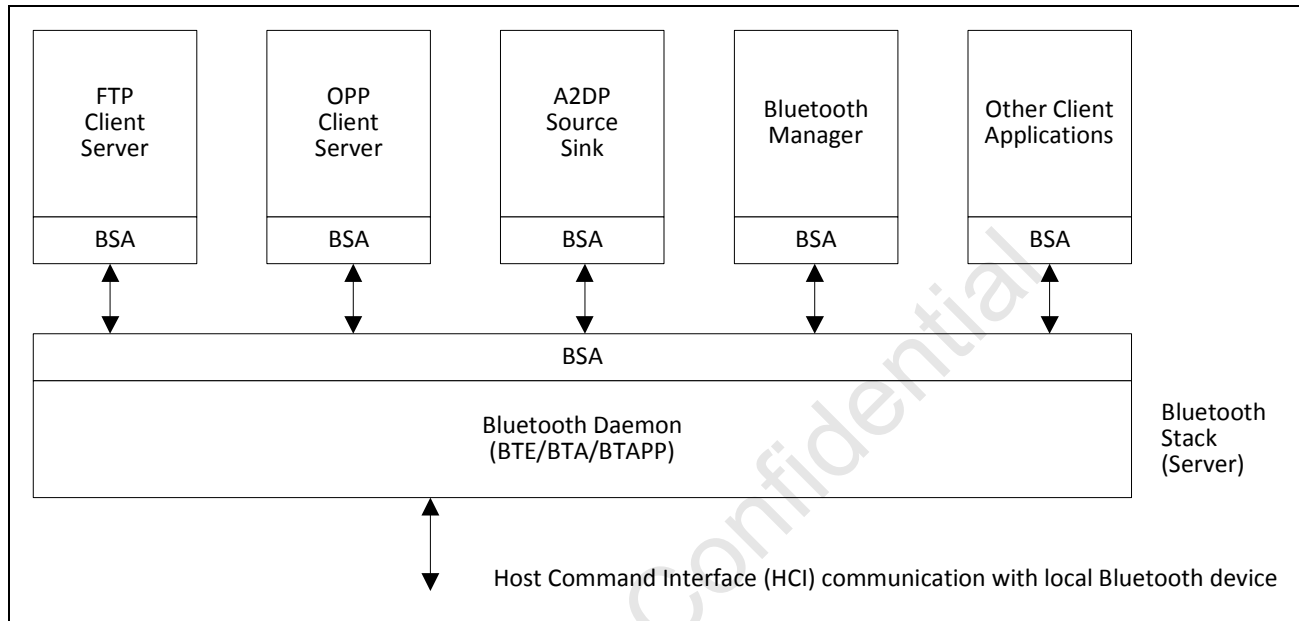 FTP
Client
Server
OPP
Client
Server
A2DP
Source
Sink
Bluetooth
Manager
Other Client
Applications
BSA
BSA
BSA
BSA
BSA
BSA
Bluetooth Daemon
(BTE/BTA/BTAPP)
Bluetooth
Stack
(Server)
Host Command Interface (HCI) communication with local Bluetooth device
Confidential